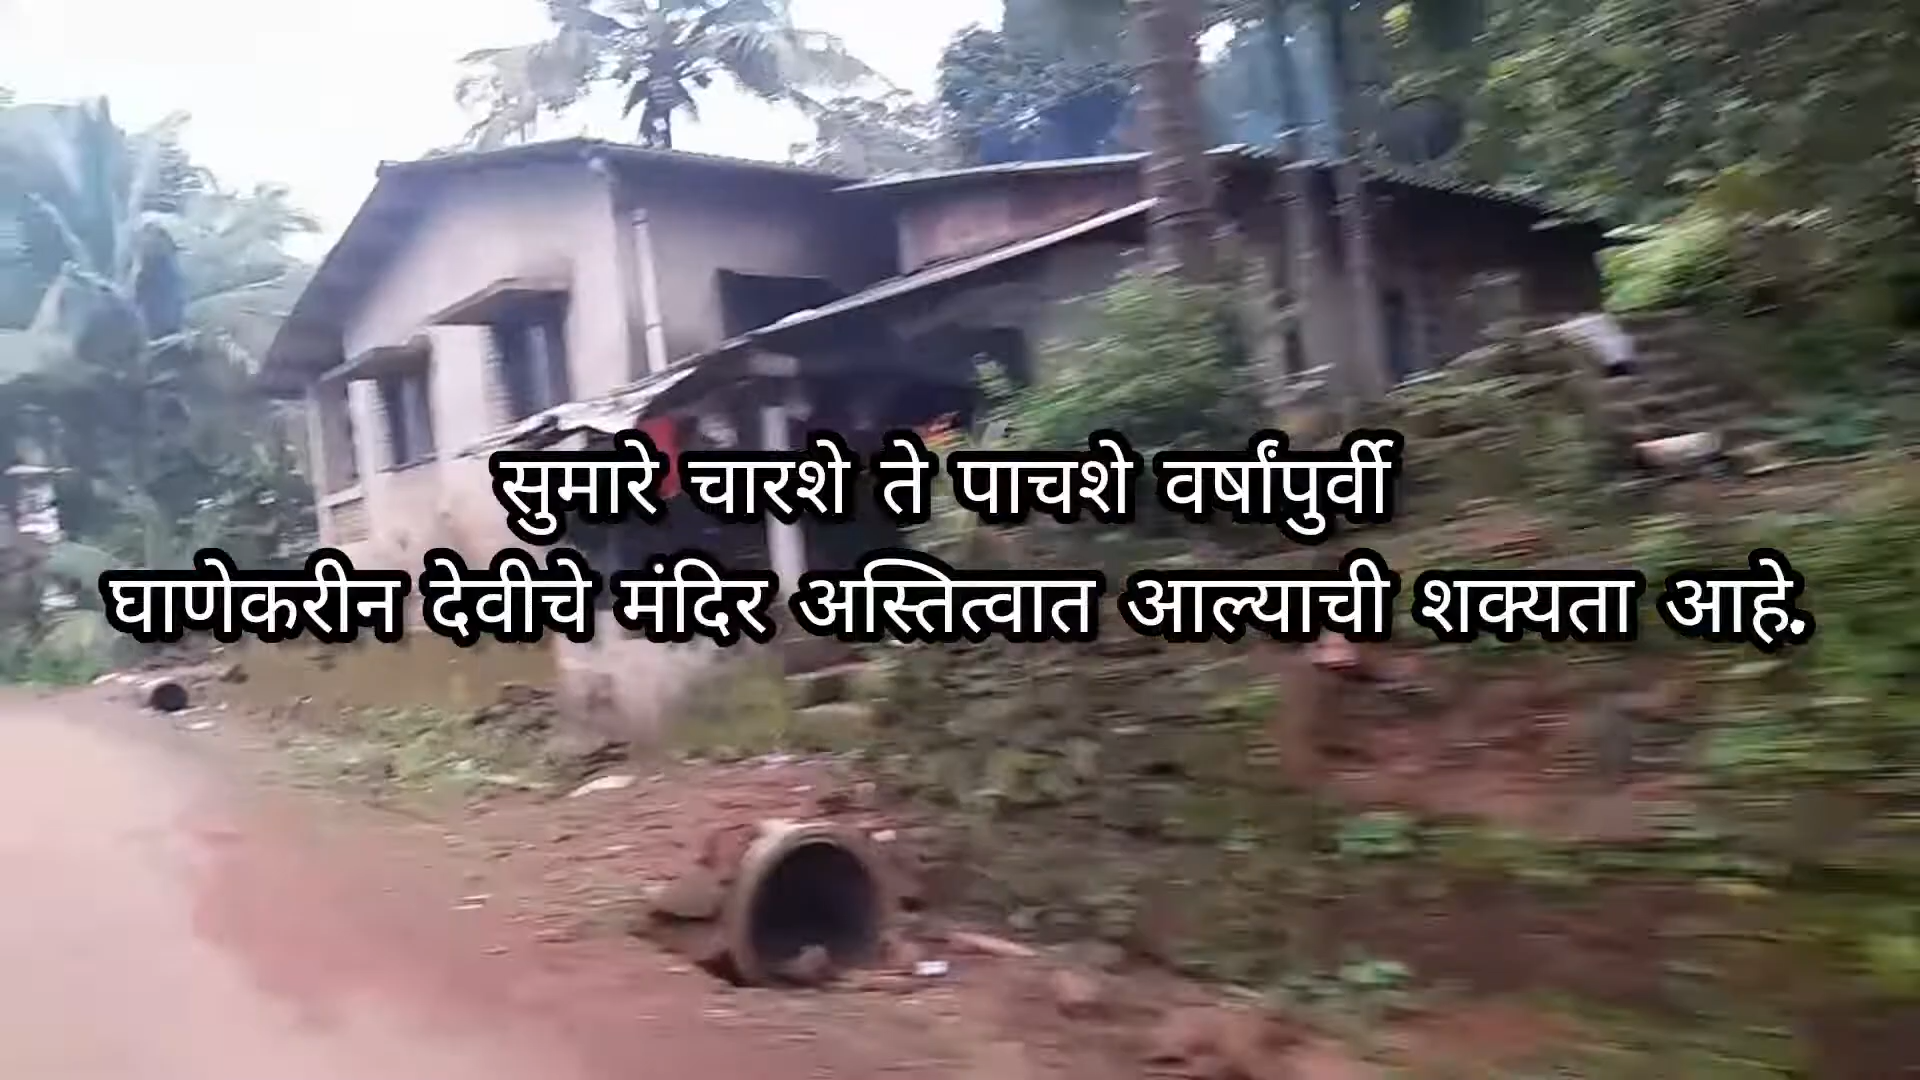 सुमारे चारशे ते पाचशे वर्षांपुर्वी
घाणेकरीन देवीचे मंदिर अस्तित्वात आल्याची शक्यता आहे.